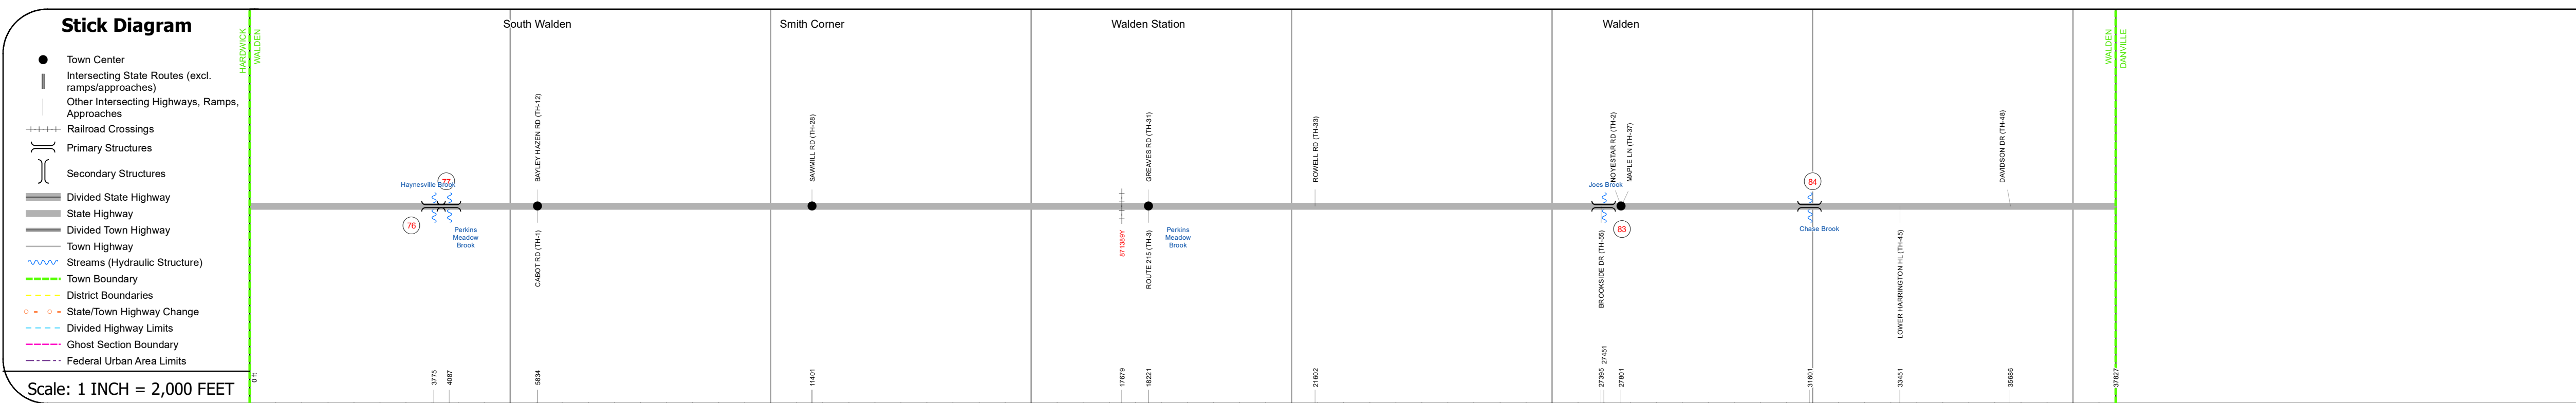 Stick Diagram
Town Center
Intersecting State Routes (excl.
ramps/approaches)
Other Intersecting Highways, Ramps,
Approaches
Railroad Crossings
Primary Structures
Secondary Structures
Divided State Highway
State Highway
Divided Town Highway
Town Highway
Streams (Hydraulic Structure)
Town Boundary
District Boundaries
State/Town Highway Change
Divided Highway Limits
Ghost Section Boundary
Federal Urban Area Limits
Scale: 1 INCH = 2,000 FEET
HARDWICK
WALDEN
South Walden
Smith Corner
Walden Station
Walden
WALDEN
DANVILLE
BAYLEY HAZEN RD (TH-12)
SAWMILL RD (TH-28)
GREAVES RD (TH-31)
ROWELL RD (TH-33)
NOYESTAR RD (TH-2)
MAPLE LN (TH-37)
DAVIDSON DR (TH-48)
Haynesville Brook
77
Joes Brook
84
76
Perkins
Meadow
Brook
CABOT RD (TH-1)
871389Y
ROUTE 215 (TH-3)
Perkins
Meadow
Brook
BROOKSIDE DR (TH-55)
83
Chase Brook
LOWER HARRINGTON HL (TH-45)
0 ft
3775
4087
5834
11401
17679
18221
21602
27395
27451
27801
31601
33451
35686
37827